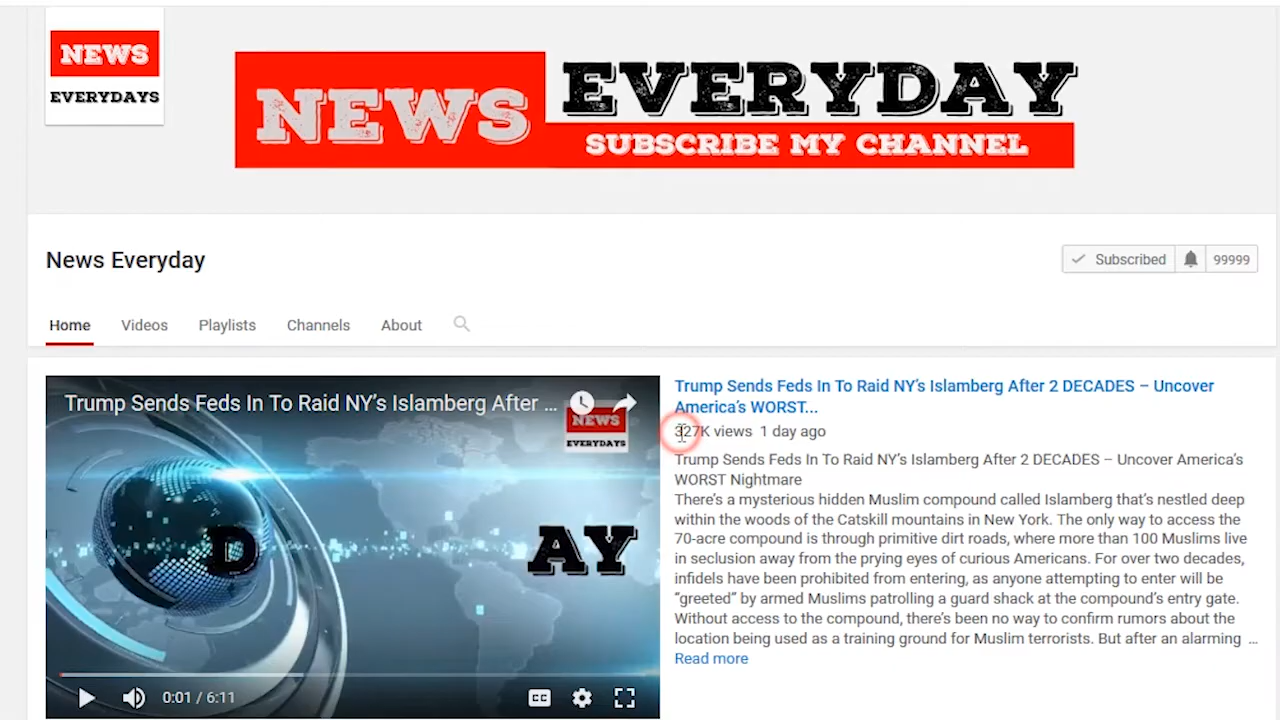 NEWS
EVERYDAYS
NEWS
EVERYDAY
SUBSCRIBE MY CHANNEL
News Everyday
Subscribed
99999
Home Videos Playlists Channels About
Trump Sends Feds In To Raid NY's Islamberg After ...
NEWS
EVERYDAYS
D AY
0:01 / 6:11
CC
Trump Sends Feds In To Raid NY's Islamberg After 2 DECADES – Uncover
America's WORST...
327K views 1 day ago
Trump Sends Feds In To Raid NY's Islamberg After 2 DECADES – Uncover America's
WORST Nightmare
There's a mysterious hidden Muslim compound called Islamberg that's nestled deep
within the woods of the Catskill mountains in New York. The only way to access the
70-acre compound is through primitive dirt roads, where more than 100 Muslims live
in seclusion away from the prying eyes of curious Americans. For over two decades,
infidels have been prohibited from entering, as anyone attempting to enter will be
“greeted” by armed Muslims patrolling a guard shack at the compound's entry gate.
Without access to the compound, there's been no way to confirm rumors about the
location being used as a training ground for Muslim terrorists. But after an alarming ...
Read more